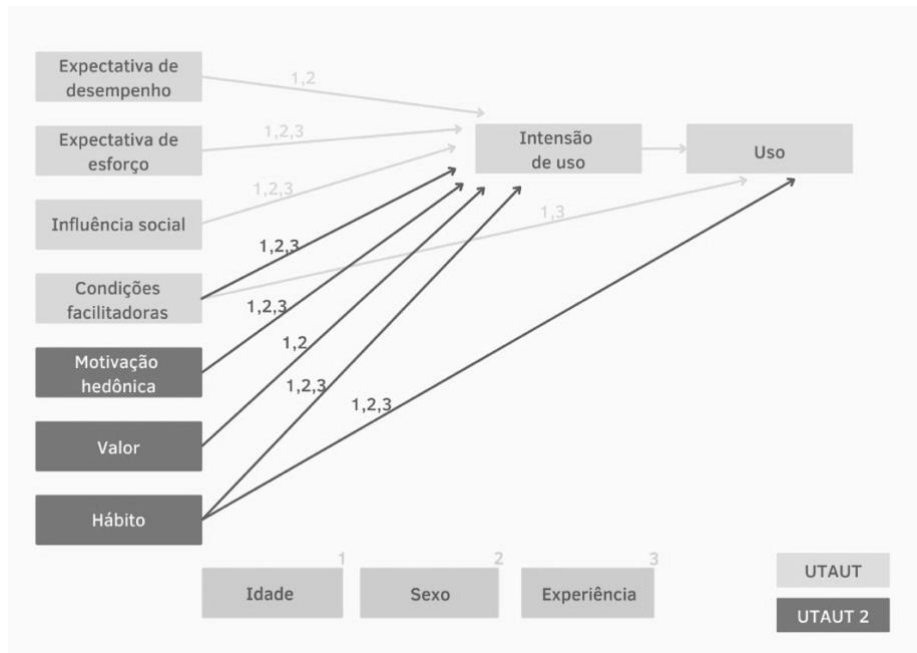 Expectativa de
desempenho
1,2
Expectativa de
esforço
1,2,3
Intensão
de uso
Uso
Influência social
1,2,3
1,3
Condições
facilitadoras
1,2,3
Motivação
hedônica
1,2,3
Valor
1,2
Hábito
1,2,3
1,2,3
1
Idade
2
Sexo
3
Experiência
UTAUT
UTAUT 2